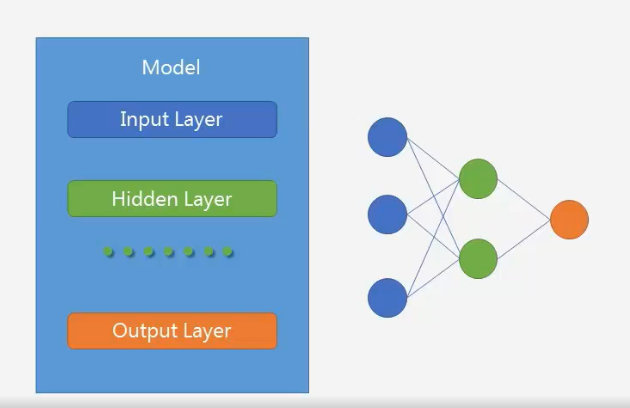 Model
Input Layer
Hidden Layer
Output Layer